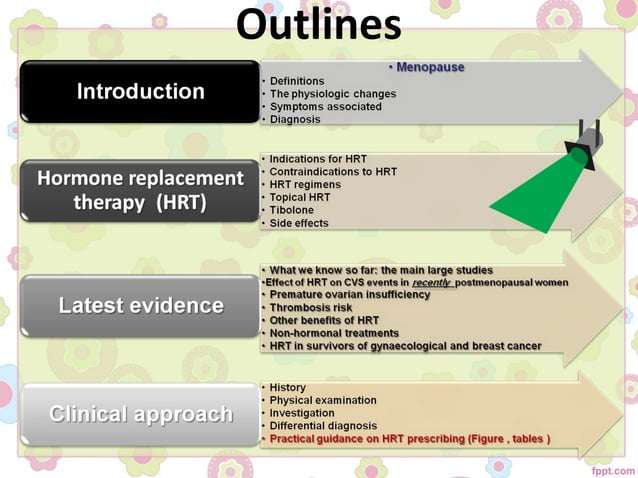 Outlines
Introduction
• Menopause
• Definitions
• The physiologic changes
• Symptoms associated
• Diagnosis
Hormone replacement
therapy (HRT)
• Indications for HRT
• Contraindications to HRT
• HRT regimens
• Topical HRT
• Tibolone
• Side effects
Latest evidence
• What we know so far: the main large studies
•Effect of HRT on CVS events in recently postmenopausal women
• Premature ovarian insufficiency
• Thrombosis risk
• Other benefits of HRT
• Non-hormonal treatments
• HRT in survivors of gynaecological and breast cancer
Clinical approach
• History
• Physical examination
• Investigation
• Differential diagnosis
• Practical guidance on HRT prescribing (Figure , tables )
fppt.com